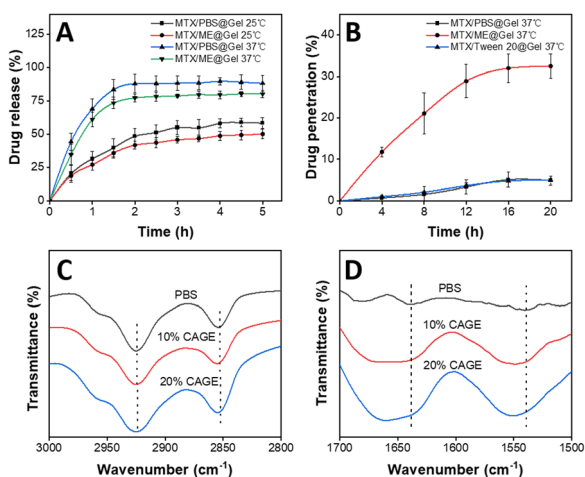 A
MTX/PBS@Gel 25℃
MTX/ME@Gel 25℃
MTX/PBS@Gel 37℃
MTX/ME@Gel 37℃
Drug release (%)
100
75
50
25
0
0 1 2 3 4 5
Time (h)
B
MTX/PBS@Gel 37℃
MTX/ME@Gel 37℃
MTX/Tween 20@Gel 37℃
Drug penetration (%)
40
30
20
10
0
0 4 8 12 16 20
Time (h)
C
PBS
10% CAGE
20% CAGE
Transmittance (%)
3000 2950 2900 2850 2800
Wavenumber (cm⁻¹)
D
PBS
10% CAGE
20% CAGE
Transmittance (%)
1700 1650 1600 1550 1500
Wavenumber (cm⁻¹)